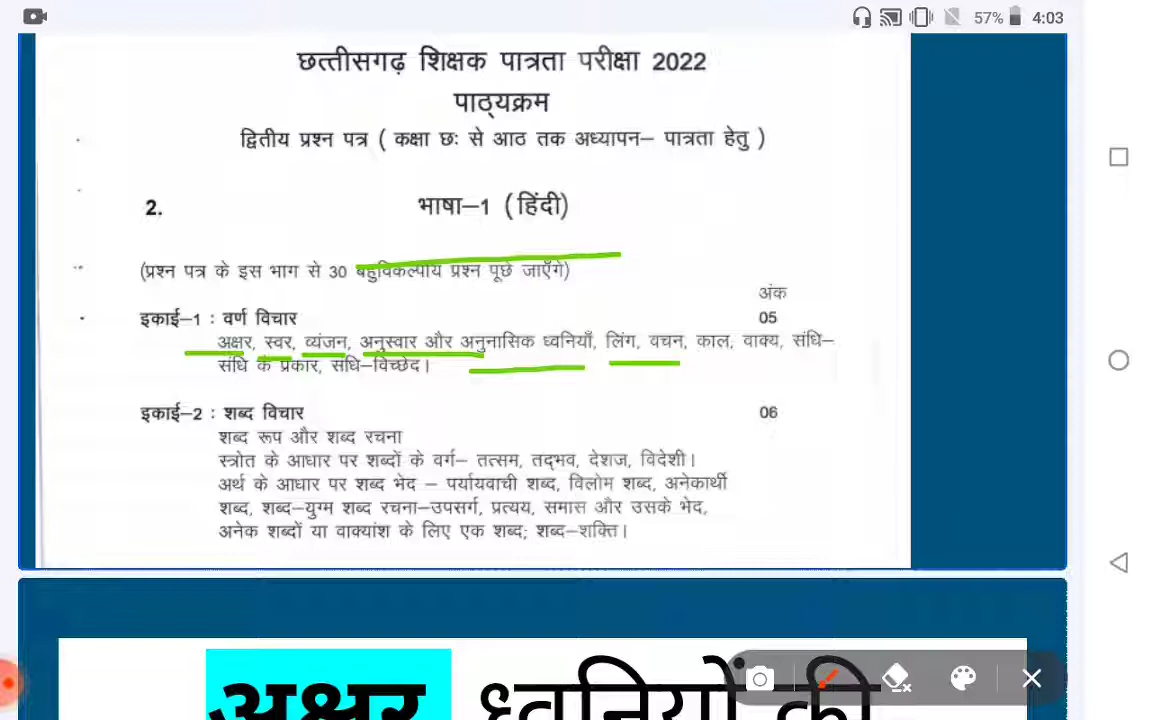 57% 4:03
छत्तीसगढ़ शिक्षक पात्रता परीक्षा 2022
पाठ्यक्रम
द्वितीय प्रश्न पत्र ( कक्षा छः से आठ तक अध्यापन– पात्रता हेतु )
2. भाषा–1 (हिंदी)
(प्रश्न पत्र के इस भाग से 30 बहुविकल्पीय प्रश्न पूछे जाएँगे)
अंक
इकाई–1 : वर्ण विचार 05
अक्षर, स्वर, व्यंजन, अनुस्वार और अनुनासिक ध्वनियाँ, लिंग, वचन, काल, वाक्य, संधि–
संधि के प्रकार, संधि–विच्छेद।
इकाई–2 : शब्द विचार 06
शब्द रूप और शब्द रचना
स्त्रोत के आधार पर शब्दों के वर्ग– तत्सम, तद्भव, देशज, विदेशी।
अर्थ के आधार पर शब्द भेद – पर्यायवाची शब्द, विलोम शब्द, अनेकार्थी
शब्द, शब्द–युग्म शब्द रचना–उपसर्ग, प्रत्यय, समास और उसके भेद,
अनेक शब्दों या वाक्यांश के लिए एक शब्द; शब्द–शक्ति।
अक्षर ध्वनियों की